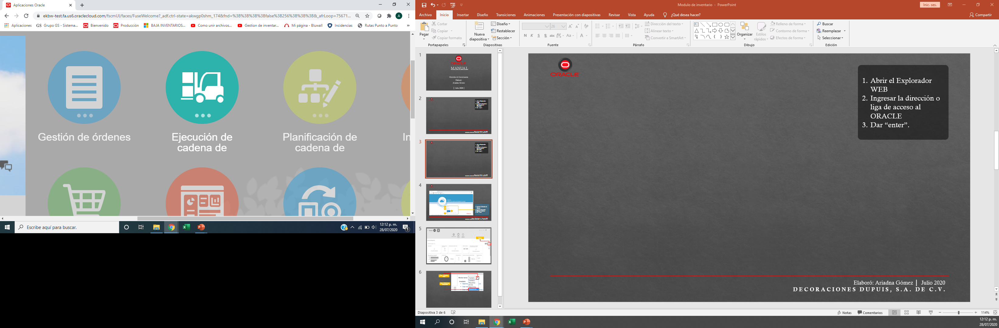 Aplicaciones Oracle
ekbw-test.fa.us6.oraclecloud.com/fscmUI/faces/FuseWelcome?_adf.ctrl-state=akwgp0shm_174&fnd=%3B%3B%3B%3Bfalse%3B256%3B%3B%3B&_afrLoop=75671...
A
Aplicaciones
GS Grupo GS - Sistema...
Bienvenido
Producción
BAJA INVENTARIOS...
Como unir archivos...
Gestion de inventar...
Mi página - Bluwall
Incidencias
Rutas Punto a Punto
»
Gestión de órdenes
Ejecución de
cadena de
Planificación de
cadena de
In
Escribe aquí para buscar.
12:12 p. m.
28/07/2020
1
Modulo de inventario - PowerPoint
Inic. ses.
Archivo
Inicio
Insertar
Diseño
Transiciones
Animaciones
Presentación con diapositivas
Revisar
Vista
Ayuda
¿Qué desea hacer?
Compartir
Pegar
Cortar
Copiar
Copiar formato
Portapapeles
Nueva
diapositiva
Diseño
Restablecer
Sección
Diapositivas
26
N K S S abc AV Aa A
Fuente
Dirección del texto
Alinear texto
Convertir a SmartArt
Párrafo
Organizar
Estilos
rápidos
Relleno de forma
Contorno de forma
Efectos de forma
Dibujo
Buscar
Reemplazar
Seleccionar
Edición
1
ORACLE
MANUAL
Gestión de Inventarios
Elaboró:
Ariadna Gómez
| Julio 2020 |
2
3
4
5
6
ORACLE
1. Abrir el Explorador
WEB
2. Ingresar la dirección o
liga de acceso al
ORACLE
3. Dar “enter”.
Elaboró: Ariadna Gómez | Julio 2020
DECORACIONES DUPUIS, S.A. DE C.V.
Diapositiva 3 de 6
Notas
Comentarios
114%
12:12 p. m.
28/07/2020